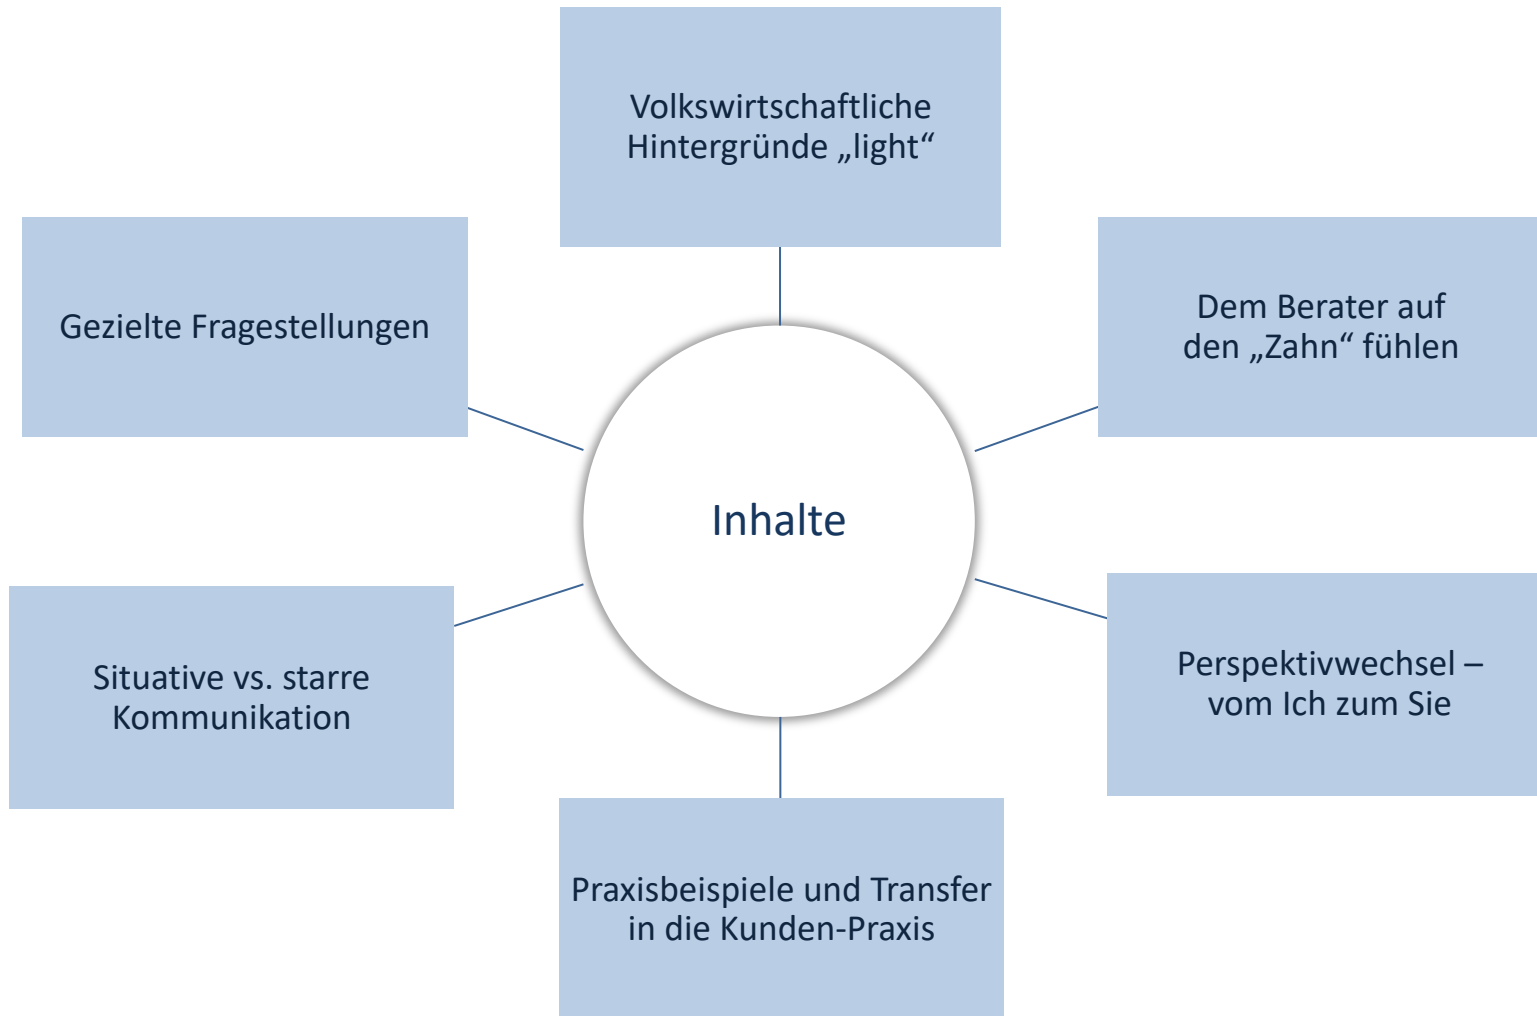 Volkswirtschaftliche
Hintergründe „light“
Gezielte Fragestellungen
Dem Berater auf
den „Zahn“ fühlen
Inhalte
Situative vs. starre
Kommunikation
Perspektivwechsel –
vom Ich zum Sie
Praxisbeispiele und Transfer
in die Kunden-Praxis